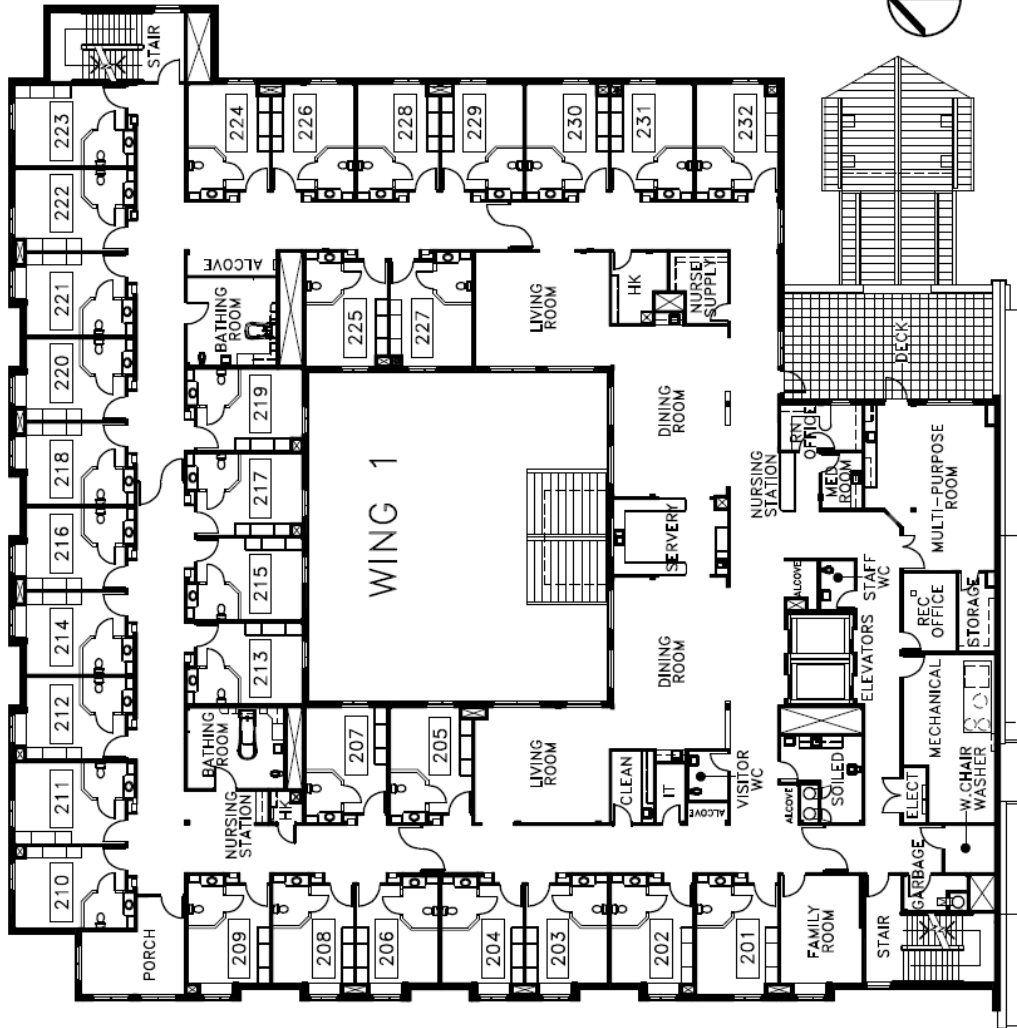 STAIR
223
224
226
228
229
230
231
232
222
221
220
218
216
214
212
211
210
ALCOVE
BATHING
ROOM
225
227
LIVING
ROOM
HK
NURSE
SUPPLY
DECK
219
217
215
213
WING 1
DINING
ROOM
SERVERY
DINING
ROOM
NURSING
STATION
RN
OFFICE
MED
ROOM
MULTI-PURPOSE
ROOM
ALCOVE
STAFF
WC
REC
OFFICE
STORAGE
ELEVATORS
MECHANICAL
BATHING
ROOM
207
205
LIVING
ROOM
CLEAN
IT
ALCOVE
VISITOR
WC
ALCOVE
SOILED
ELECT
W.CHAIR
WASHER
NURSING
STATION
HK
GARBAGE
PORCH
209
208
206
204
203
202
201
FAMILY
ROOM
STAIR